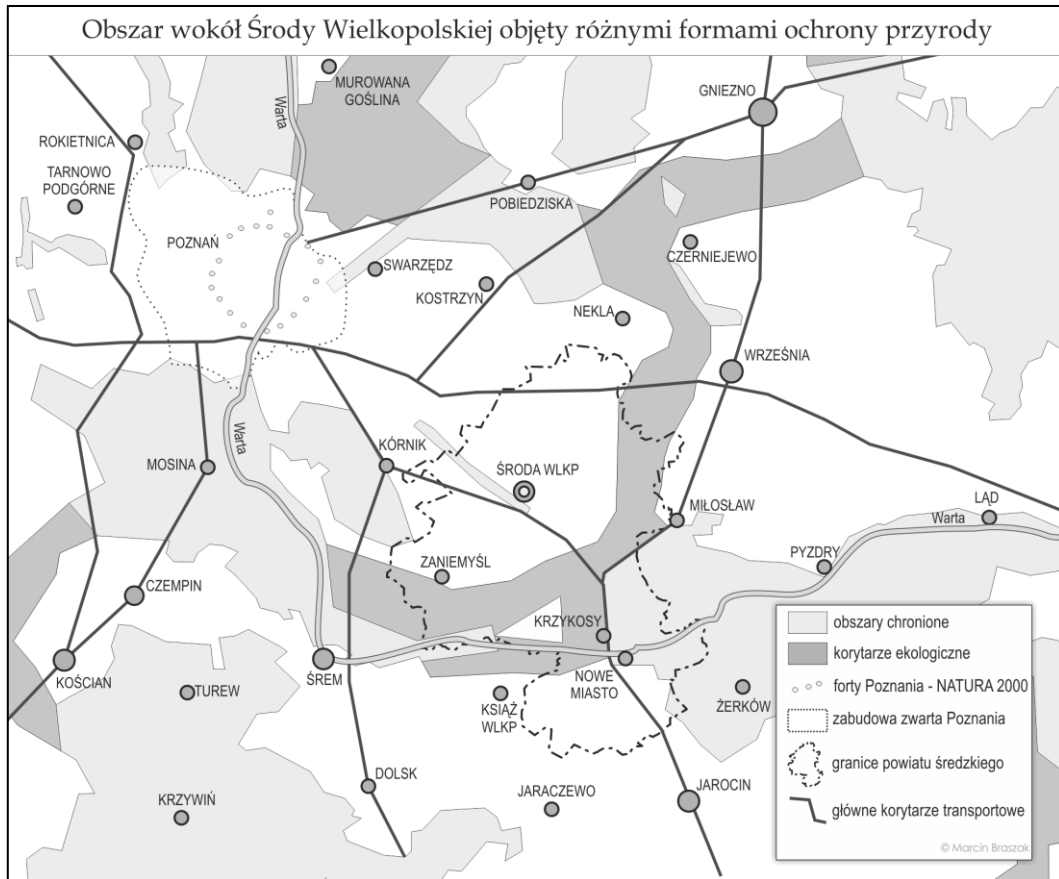 Obszar wokół Środy Wielkopolskiej objęty różnymi formami ochrony przyrody
MUROWANA
GOŚLINA
Warta
GNIEZNO
ROKIETNICA
TARNOWO
PODGÓRNE
POBIEDZISKA
POZNAŃ
SWARZĘDZ
CZERNIEJEWO
KOSTRZYN
NEKLA
WRZEŚNIA
Warta
KÓRNIK
MOSINA
ŚRODA WLKP
MIŁOSŁAW
LĄD
Warta
PYZDRY
ZANIEMYŚL
CZEMPIN
KRZYKOSY
KOŚCIAN
ŚREM
TUREW
NOWE
MIASTO
KSIĄŻ
WLKP
ŻERKÓW
DOLSK
JARACZEWO
JAROCIN
KRZYWIŃ
obszary chronione
korytarze ekologiczne
forty Poznania - NATURA 2000
zabudowa zwarta Poznania
granice powiatu średzkiego
główne korytarze transportowe
© Marcin Braszak